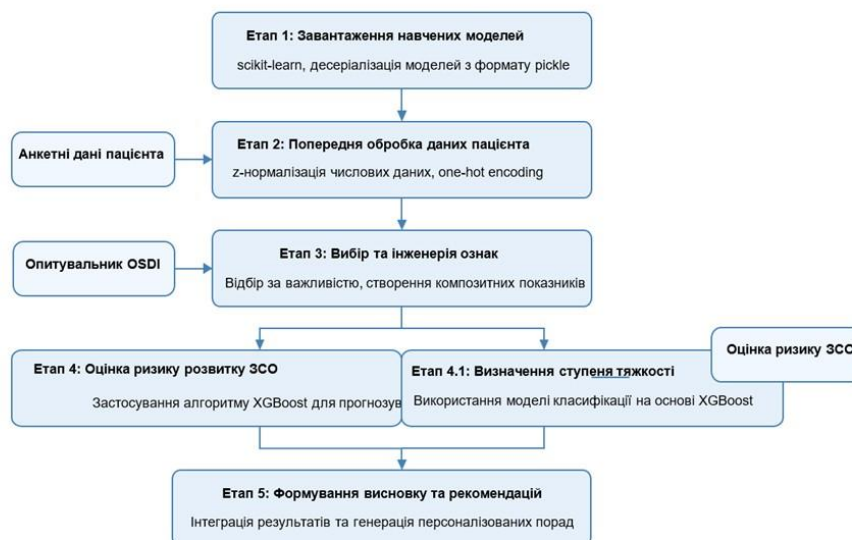 Етап 1: Завантаження навчених моделей
scikit-learn, десеріалізація моделей з формату pickle
Анкетні дані пацієнта
Етап 2: Попередня обробка даних пацієнта
z-нормалізація числових даних, one-hot encoding
Опитувальник OSDI
Етап 3: Вибір та інженерія ознак
Відбір за важливістю, створення композитних показників
Етап 4: Оцінка ризику розвитку ЗСО
Застосування алгоритму XGBoost для прогнозув
Етап 4.1: Визначення ступеня тяжкості
Використання моделі класифікації на основі XGBoost
Оцінка ризику ЗСО
Етап 5: Формування висновку та рекомендацій
Інтеграція результатів та генерація персоналізованих порад